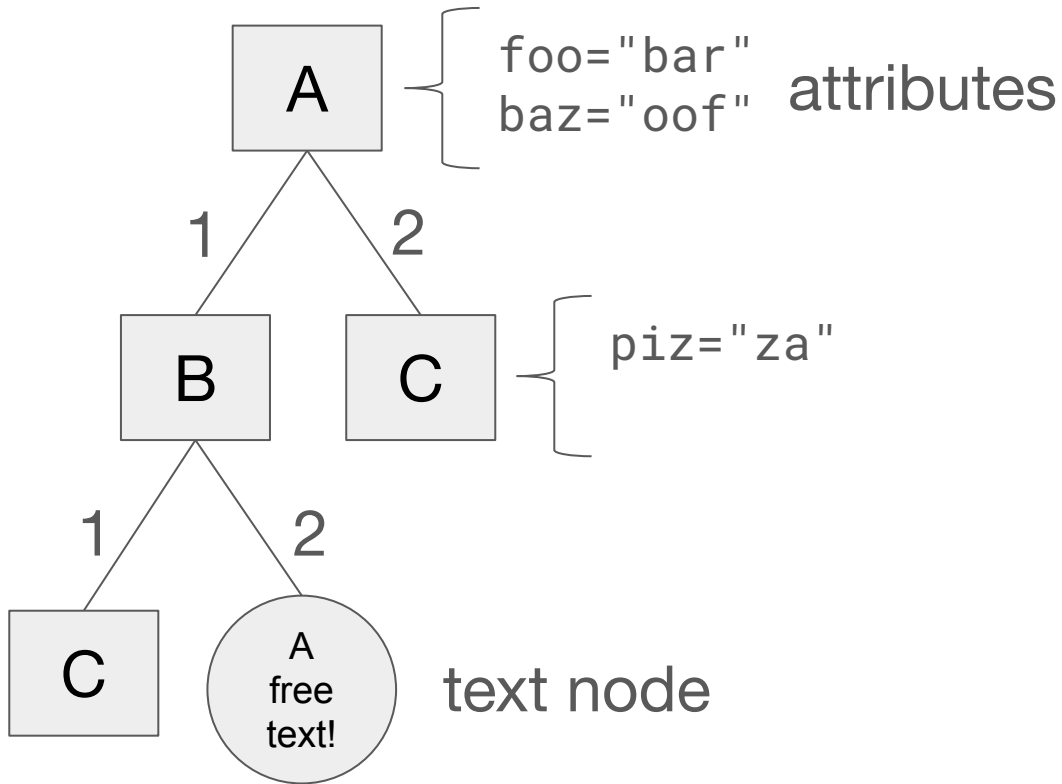 A
foo="bar"
baz="oof"
attributes
1
2
B
C
piz="za"
1
2
C
A
free
text!
text node